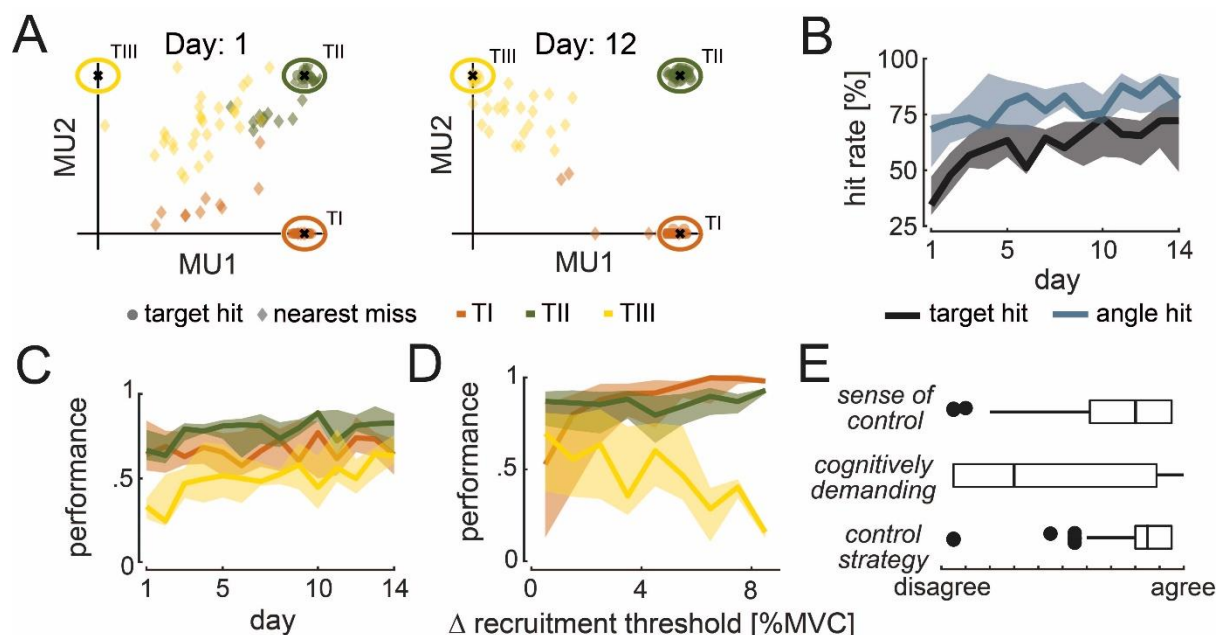 A
Day: 1
Day: 12
TIII
TII
TI
MU2
MU1
TIII
TII
TI
MU2
MU1
target hit
nearest miss
TI
TII
TIII
B
hit rate [%]
100
75
50
25
1
5
10
14
day
target hit
angle hit
C
performance
1
.5
0
1
5
10
14
day
D
performance
1
.5
0
0
4
8
Δ recruitment threshold [%MVC]
E
sense of
control
cognitively
demanding
control
strategy
disagree
agree